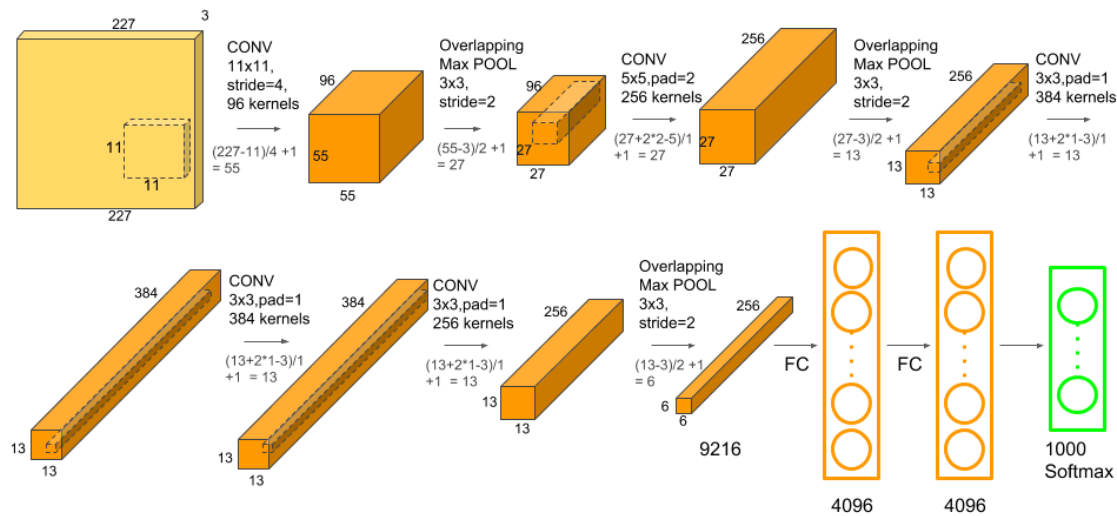 227
3
11
11
227
CONV
11x11,
stride=4,
96 kernels
(227-11)/4 +1
= 55
96
55
55
Overlapping
Max POOL
3x3,
stride=2
(55-3)/2 +1
= 27
96
27
27
CONV
5x5,pad=2
256 kernels
(27+2*2-5)/1
+1 = 27
256
27
27
Overlapping
Max POOL
3x3,
stride=2
(27-3)/2 +1
= 13
256
13
13
CONV
3x3,pad=1
384 kernels
(13+2*1-3)/1
+1 = 13
384
13
13
CONV
3x3,pad=1
384 kernels
(13+2*1-3)/1
+1 = 13
384
13
13
CONV
3x3,pad=1
256 kernels
(13+2*1-3)/1
+1 = 13
256
13
13
Overlapping
Max POOL
3x3,
stride=2
(13-3)/2 +1
= 6
256
6
6
9216
FC
4096
FC
4096
1000
Softmax